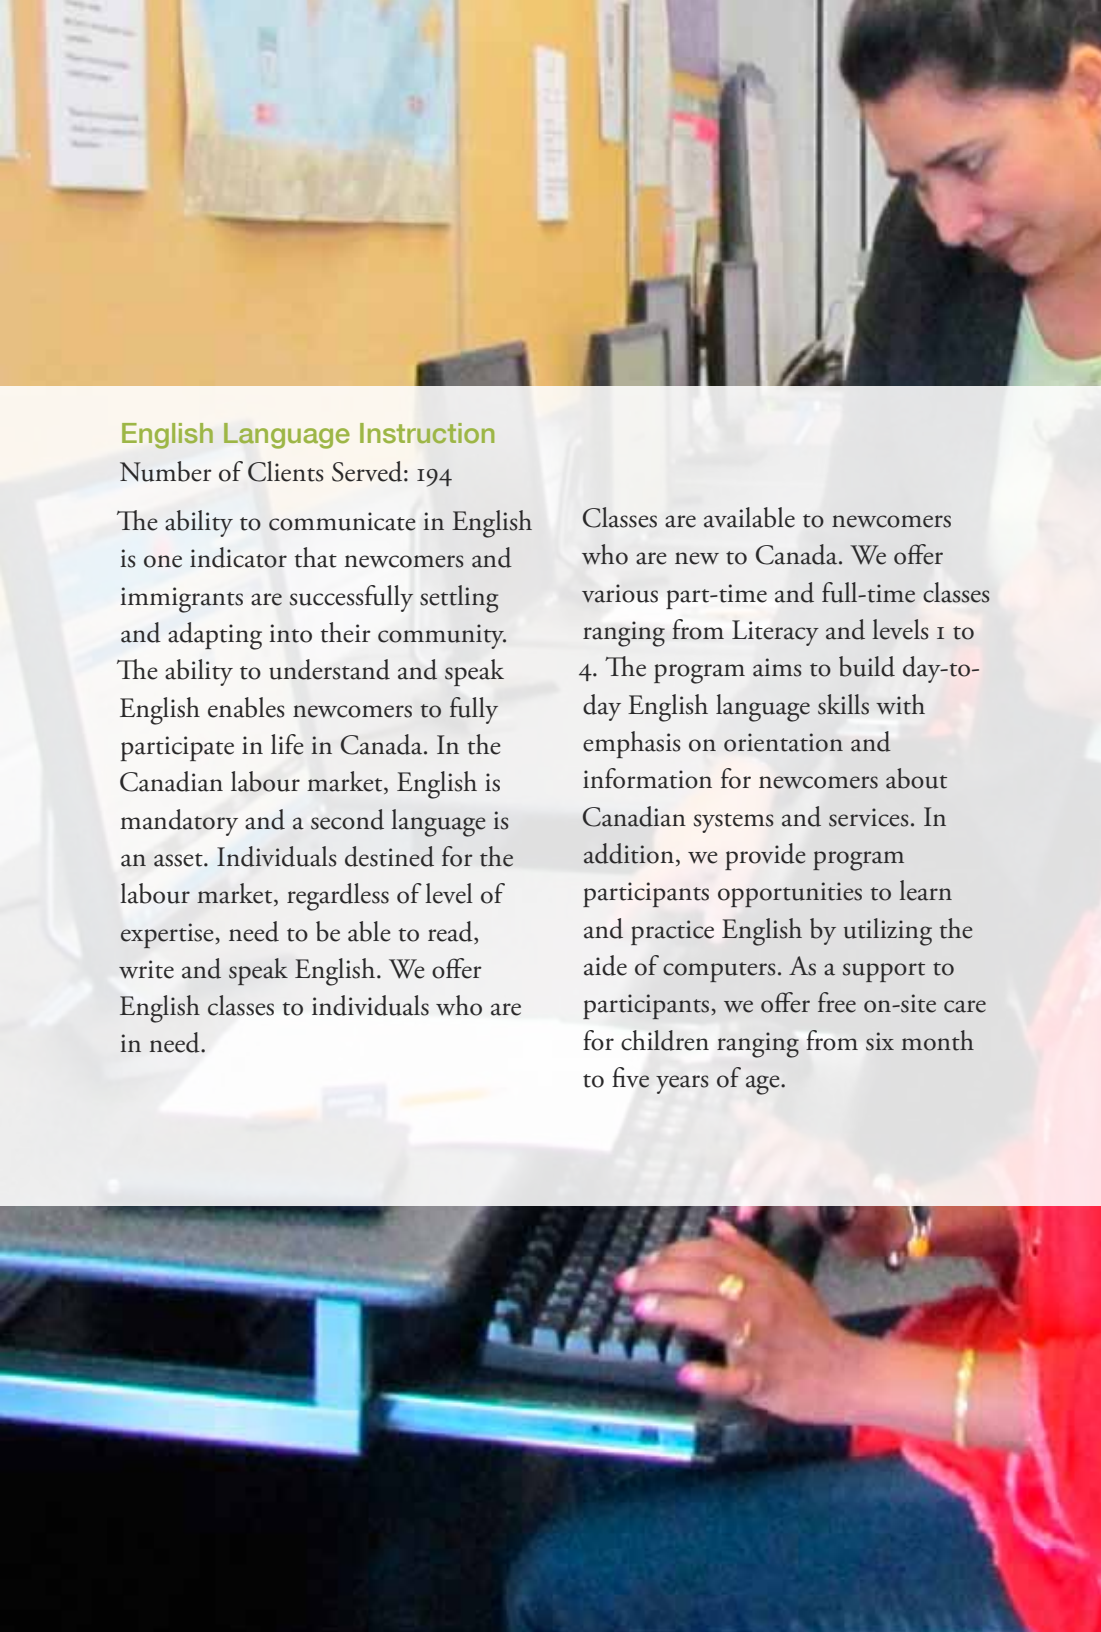 English Language Instruction
Number of Clients Served: 194
The ability to communicate in English
is one indicator that newcomers and
immigrants are successfully settling
and adapting into their community.
The ability to understand and speak
English enables newcomers to fully
participate in life in Canada. In the
Canadian labour market, English is
mandatory and a second language is
an asset. Individuals destined for the
labour market, regardless of level of
expertise, need to be able to read,
write and speak English. We offer
English classes to individuals who are
in need.
Classes are available to newcomers
who are new to Canada. We offer
various part-time and full-time classes
ranging from Literacy and levels 1 to
4. The program aims to build day-to-
day English language skills with
emphasis on orientation and
information for newcomers about
Canadian systems and services. In
addition, we provide program
participants opportunities to learn
and practice English by utilizing the
aide of computers. As a support to
participants, we offer free on-site care
for children ranging from six month
to five years of age.